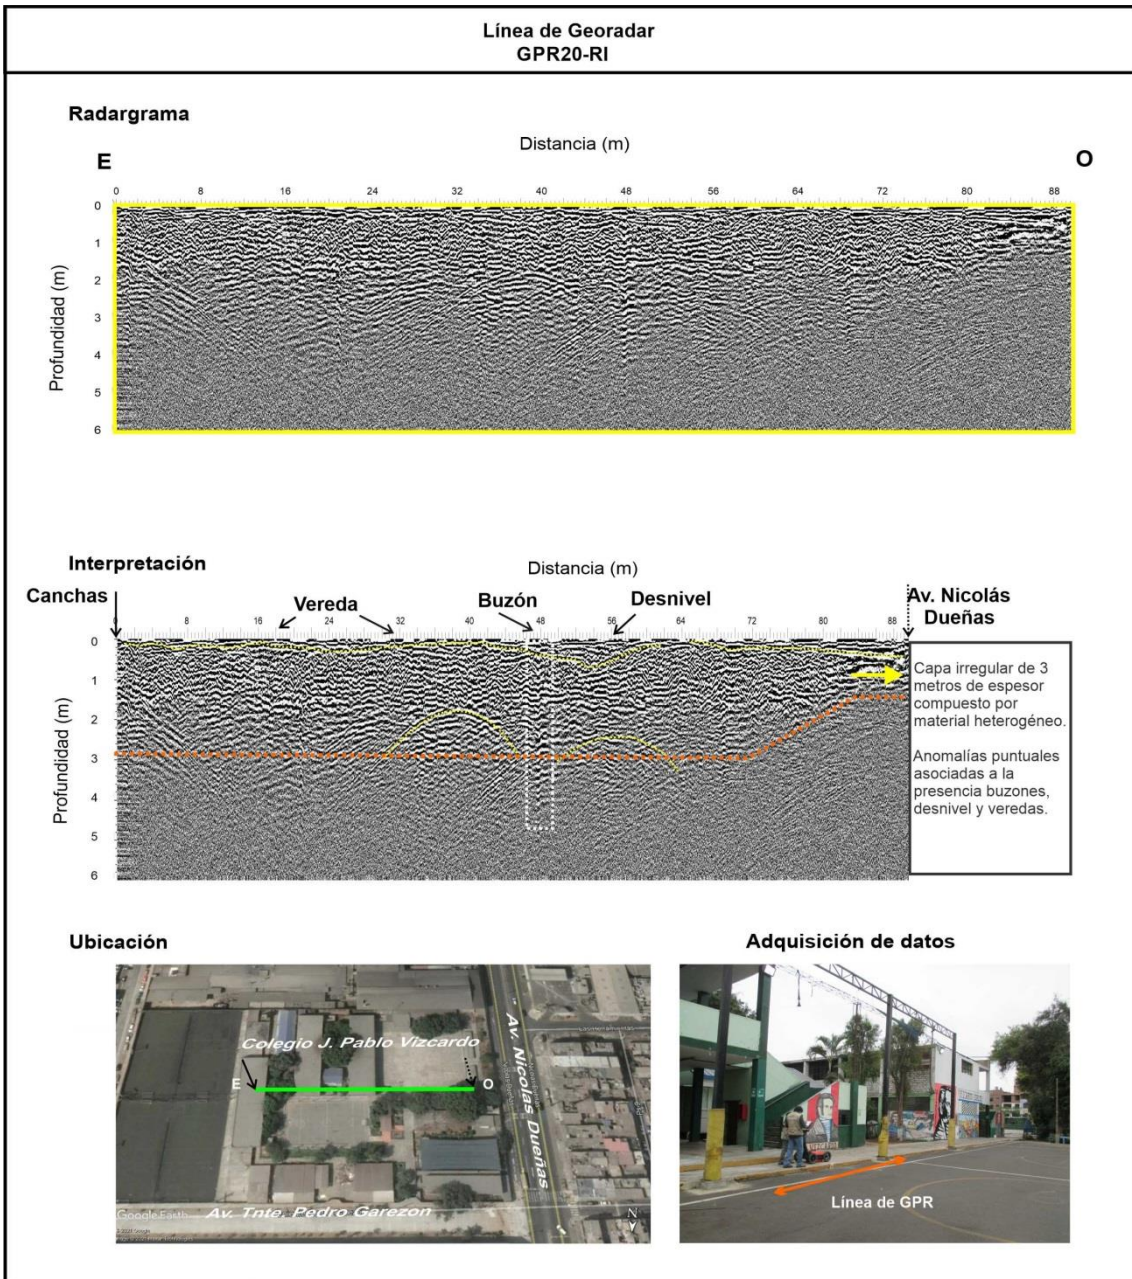 Línea de Georadar
GPR20-RI
Radargrama
Distancia (m)
E
O
0 8 16 24 32 40 48 56 64 72 80 88
Profundidad (m)
0
1
2
3
4
5
6
Interpretación
Distancia (m)
Canchas
Vereda
Buzón
Desnivel
Av. Nicolás
Dueñas
0 8 16 24 32 40 48 56 64 72 80 88
Profundidad (m)
0
1
2
3
4
5
6
Capa irregular de 3
metros de espesor
compuesto por
material heterogéneo.
Anomalías puntuales
asociadas a la
presencia buzones,
desnivel y veredas.
Ubicación
Colegio J. Pablo Vizcardo
E
O
Av. Nicolas Dueñas
Av. Tnte. Pedro Garezon
Google Earth
N
Adquisición de datos
Línea de GPR